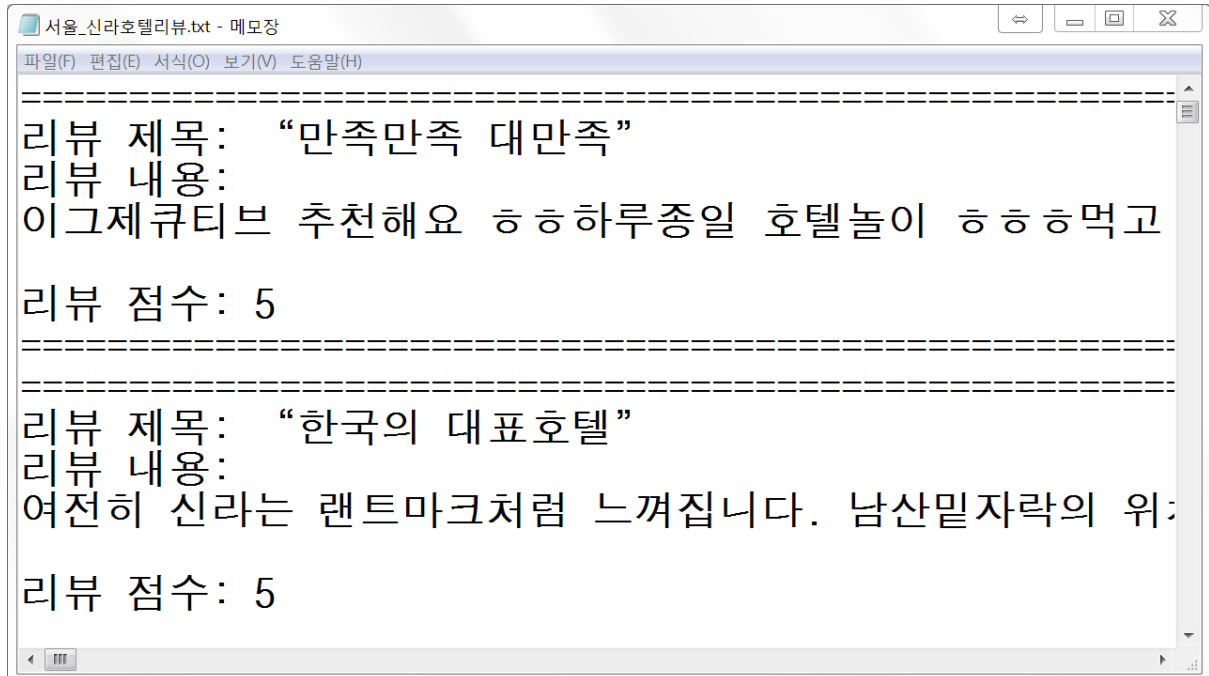 서울_신라호텔리뷰.txt - 메모장
파일(F) 편집(E) 서식(O) 보기(V) 도움말(H)
======================================================
리뷰 제목: “만족만족 대만족”
리뷰 내용:
이그제큐티브 추천해요 ㅎㅎ하루종일 호텔놀이 ㅎㅎㅎ먹고
리뷰 점수: 5
======================================================
======================================================
리뷰 제목: “한국의 대표호텔”
리뷰 내용:
여전히 신라는 랜트마크처럼 느껴집니다. 남산밑자락의
리뷰 점수: 5